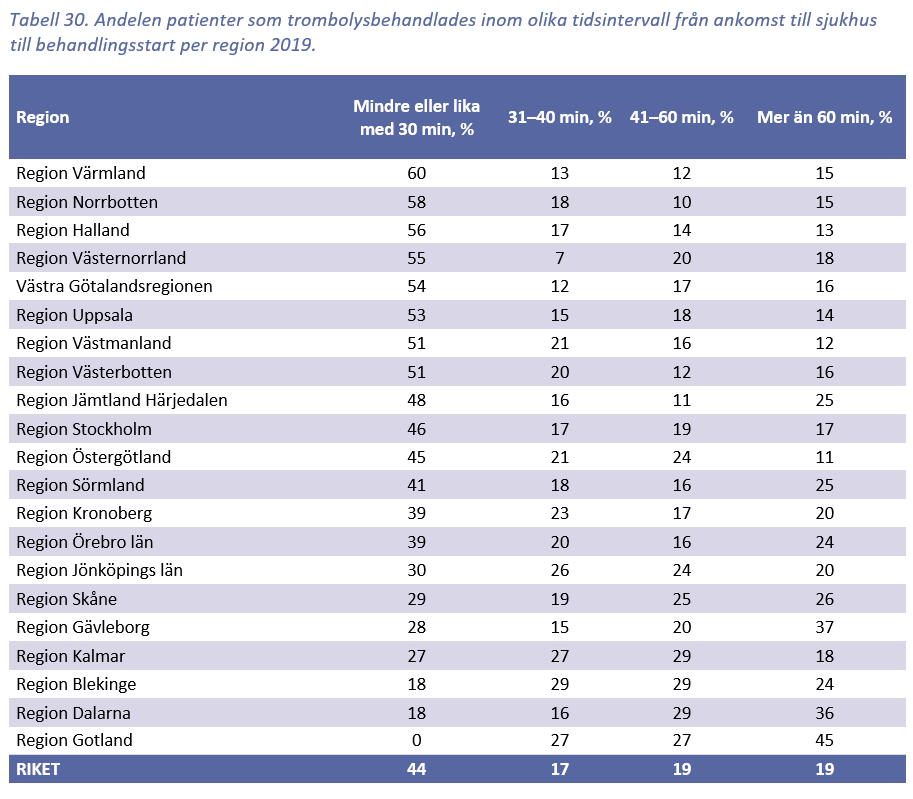 Tabell 30. Andelen patienter som trombolysbehandlades inom olika tidsintervall från ankomst till sjukhus
till behandlingsstart per region 2019.
Region Mindre eller lika med 30 min, % 31–40 min, % 41–60 min, % Mer än 60 min, %
Region Värmland 60 13 12 15
Region Norrbotten 58 18 10 15
Region Halland 56 17 14 13
Region Västernorrland 55 7 20 18
Västra Götalandsregionen 54 12 17 16
Region Uppsala 53 15 18 14
Region Västmanland 51 21 16 12
Region Västerbotten 51 20 12 16
Region Jämtland Härjedalen 48 16 11 25
Region Stockholm 46 17 19 17
Region Östergötland 45 21 24 11
Region Sörmland 41 18 16 25
Region Kronoberg 39 23 17 20
Region Örebro län 39 20 16 24
Region Jönköpings län 30 26 24 20
Region Skåne 29 19 25 26
Region Gävleborg 28 15 20 37
Region Kalmar 27 27 29 18
Region Blekinge 18 29 29 24
Region Dalarna 18 16 29 36
Region Gotland 0 27 27 45
RIKET 44 17 19 19